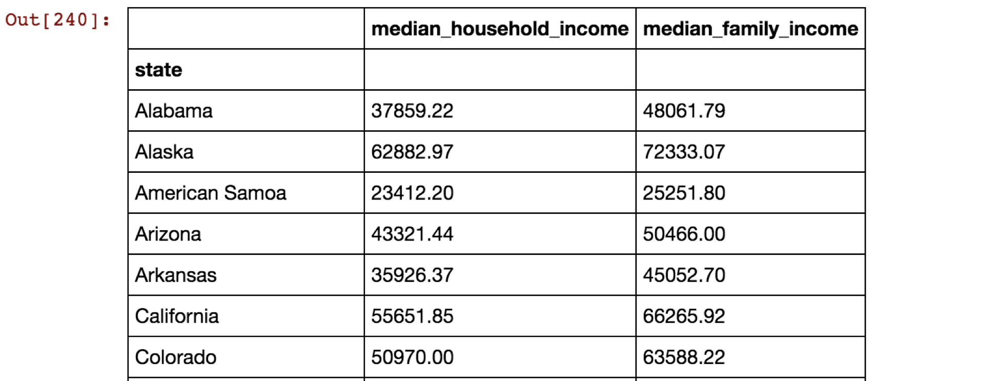 Out[240]:
median_household_income median_family_income
state
Alabama 37859.22 48061.79
Alaska 62882.97 72333.07
American Samoa 23412.20 25251.80
Arizona 43321.44 50466.00
Arkansas 35926.37 45052.70
California 55651.85 66265.92
Colorado 50970.00 63588.22